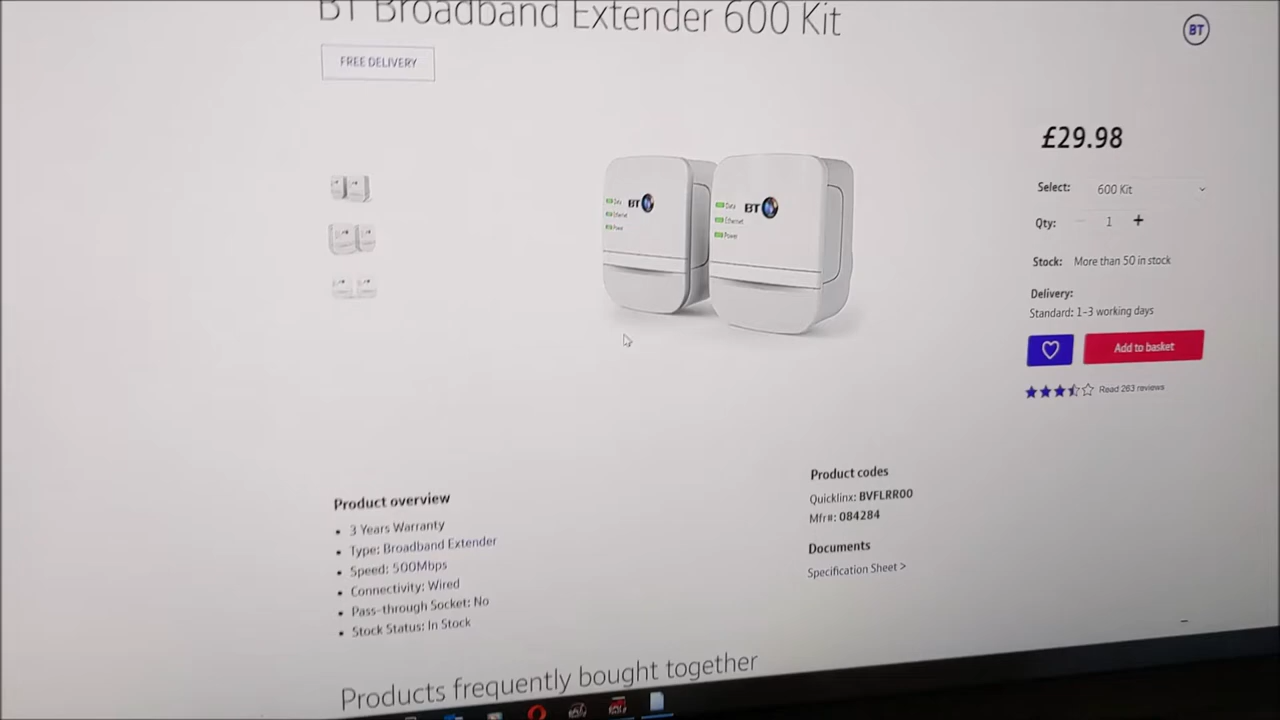 BT Broadband Extender 600 Kit
BT
FREE DELIVERY
£29.98
Select: 600 Kit
Qty: 1 +
Stock: More than 50 in stock
Delivery:
Standard: 1-3 working days
Add to basket
Read 263 reviews
BT
Data
Ethernet
Power
BT
Data
Ethernet
Power
Product overview
• 3 Years Warranty
• Type: Broadband Extender
• Speed: 500Mbps
• Connectivity: Wired
• Pass-through Socket: No
• Stock Status: In Stock
Product codes
Quicklinx: BVFLRR00
Mfr#: 084284
Documents
Specification Sheet >
Products frequently bought together